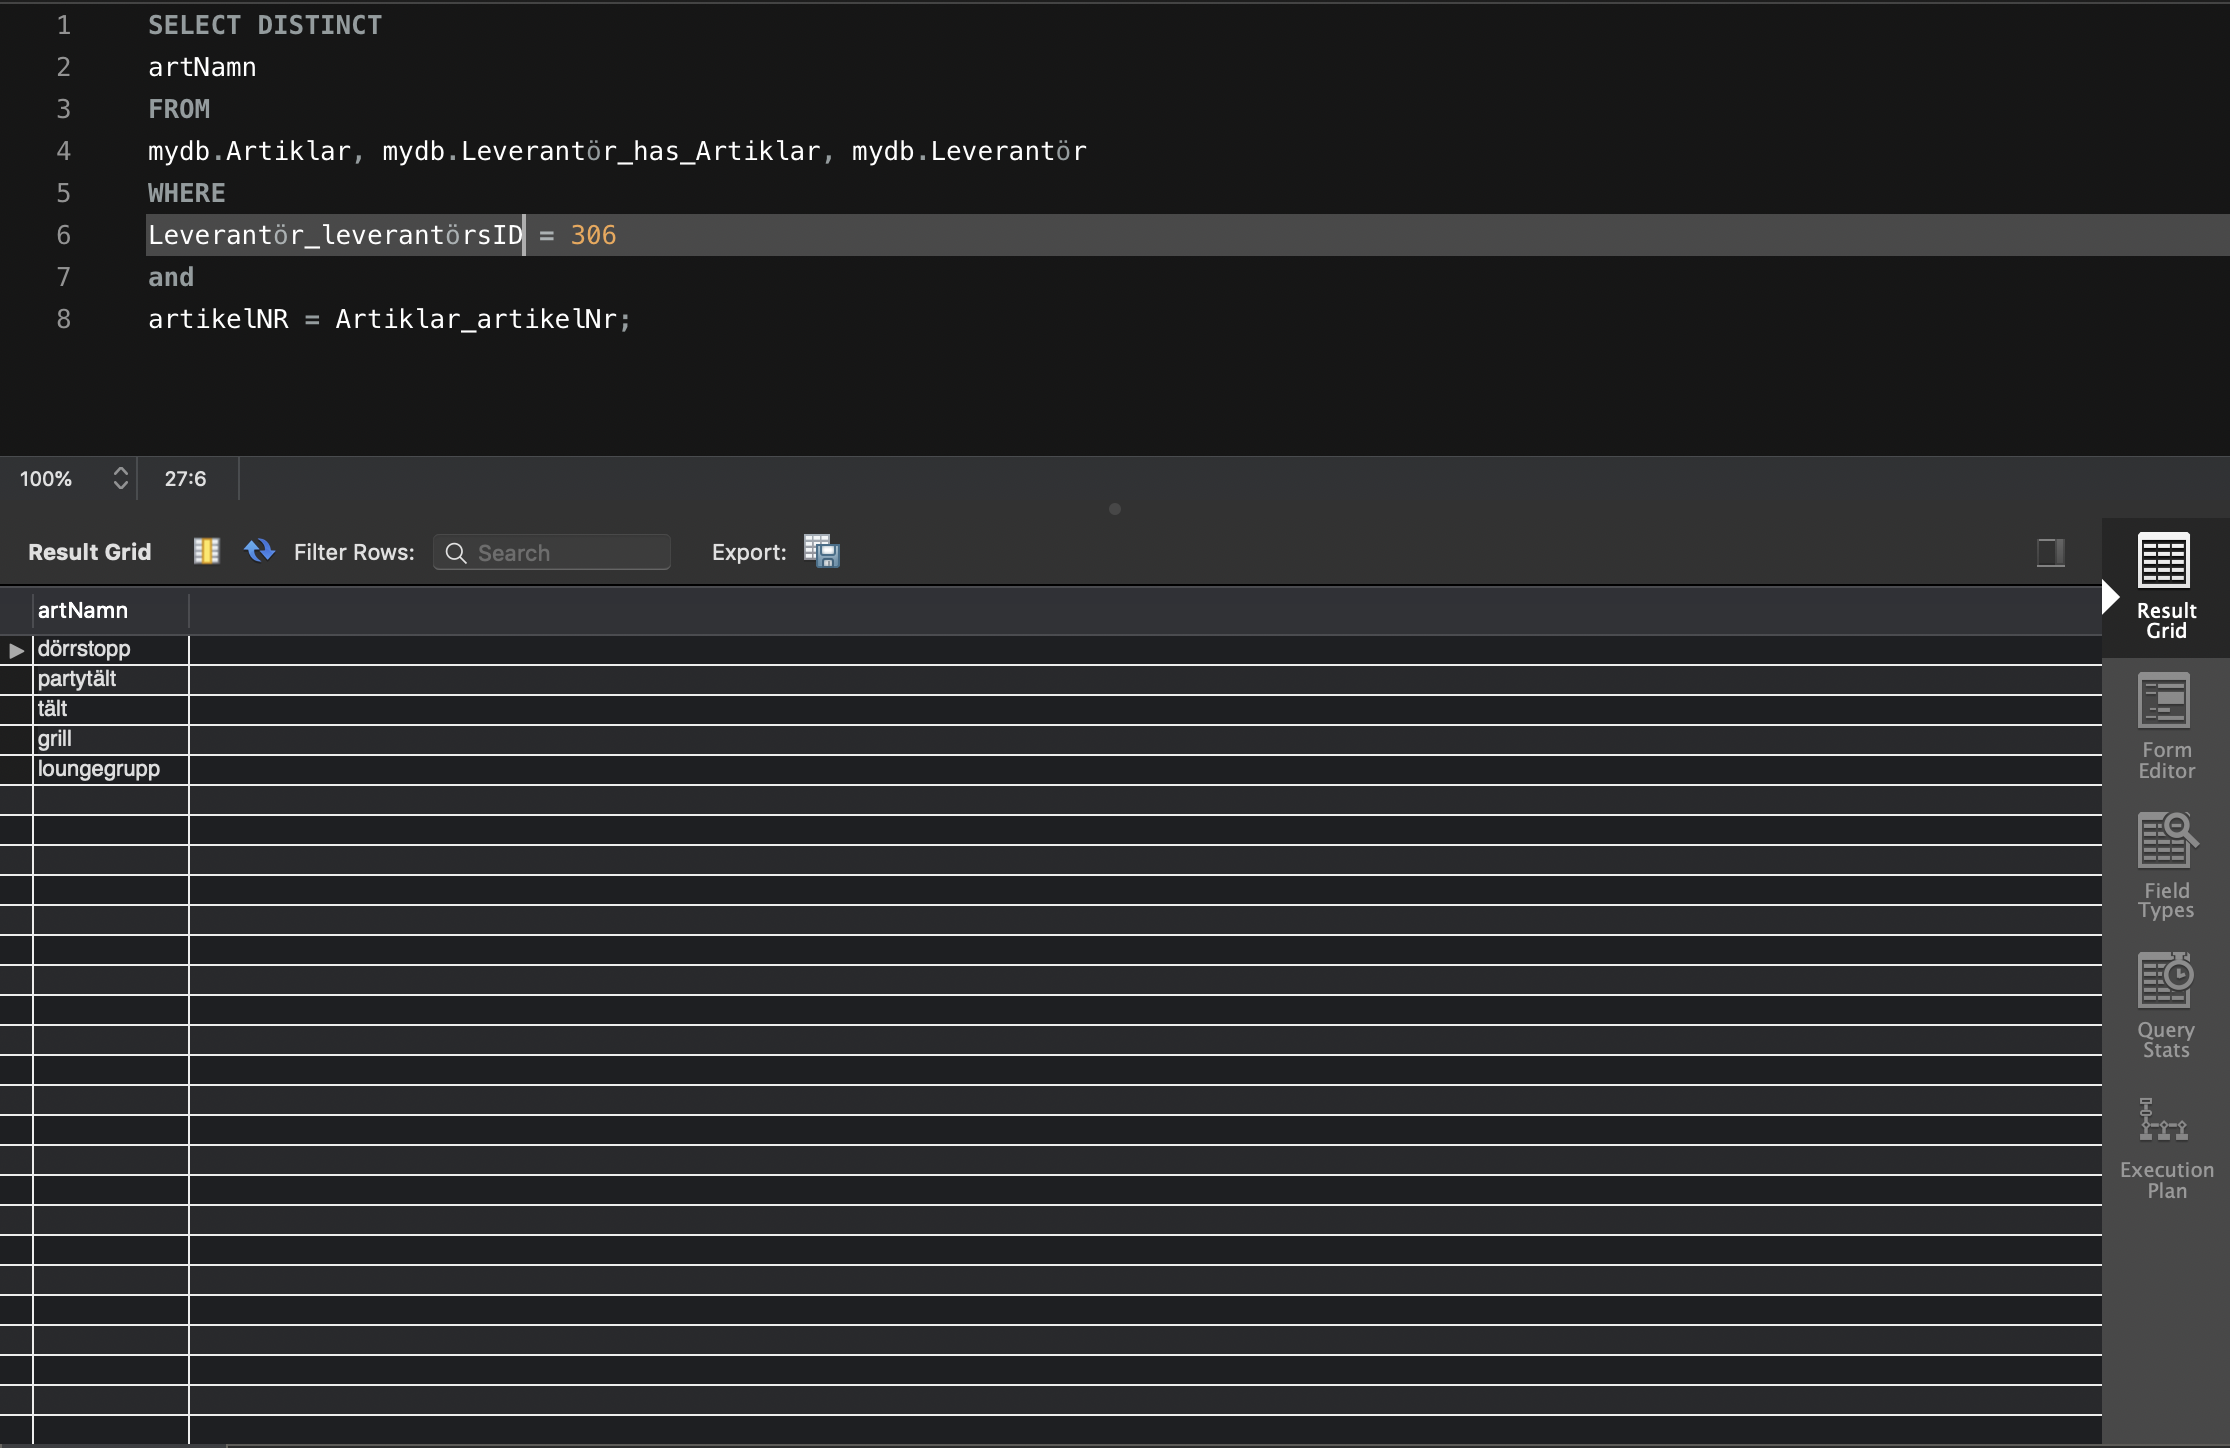 1 SELECT DISTINCT
2 artNamn
3 FROM
4 mydb.Artiklar, mydb.Leverantör_has_Artiklar, mydb.Leverantör
5 WHERE
6 Leverantör_leverantörsID = 306
7 and
8 artikelNR = Artiklar_artikelNr;
100% 27:6
Result Grid Filter Rows: Search Export:
artNamn
dörrstopp
partytält
tält
grill
loungegrupp
Result
Grid
Form
Editor
Field
Types
Query
Stats
Execution
Plan